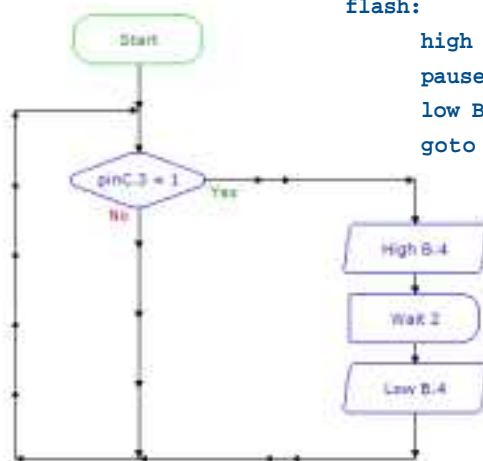 flash:
high
pause
low B
goto
Start
pinC.3 = 1
Yes
No
High B.4
Wait 2
Low B.4